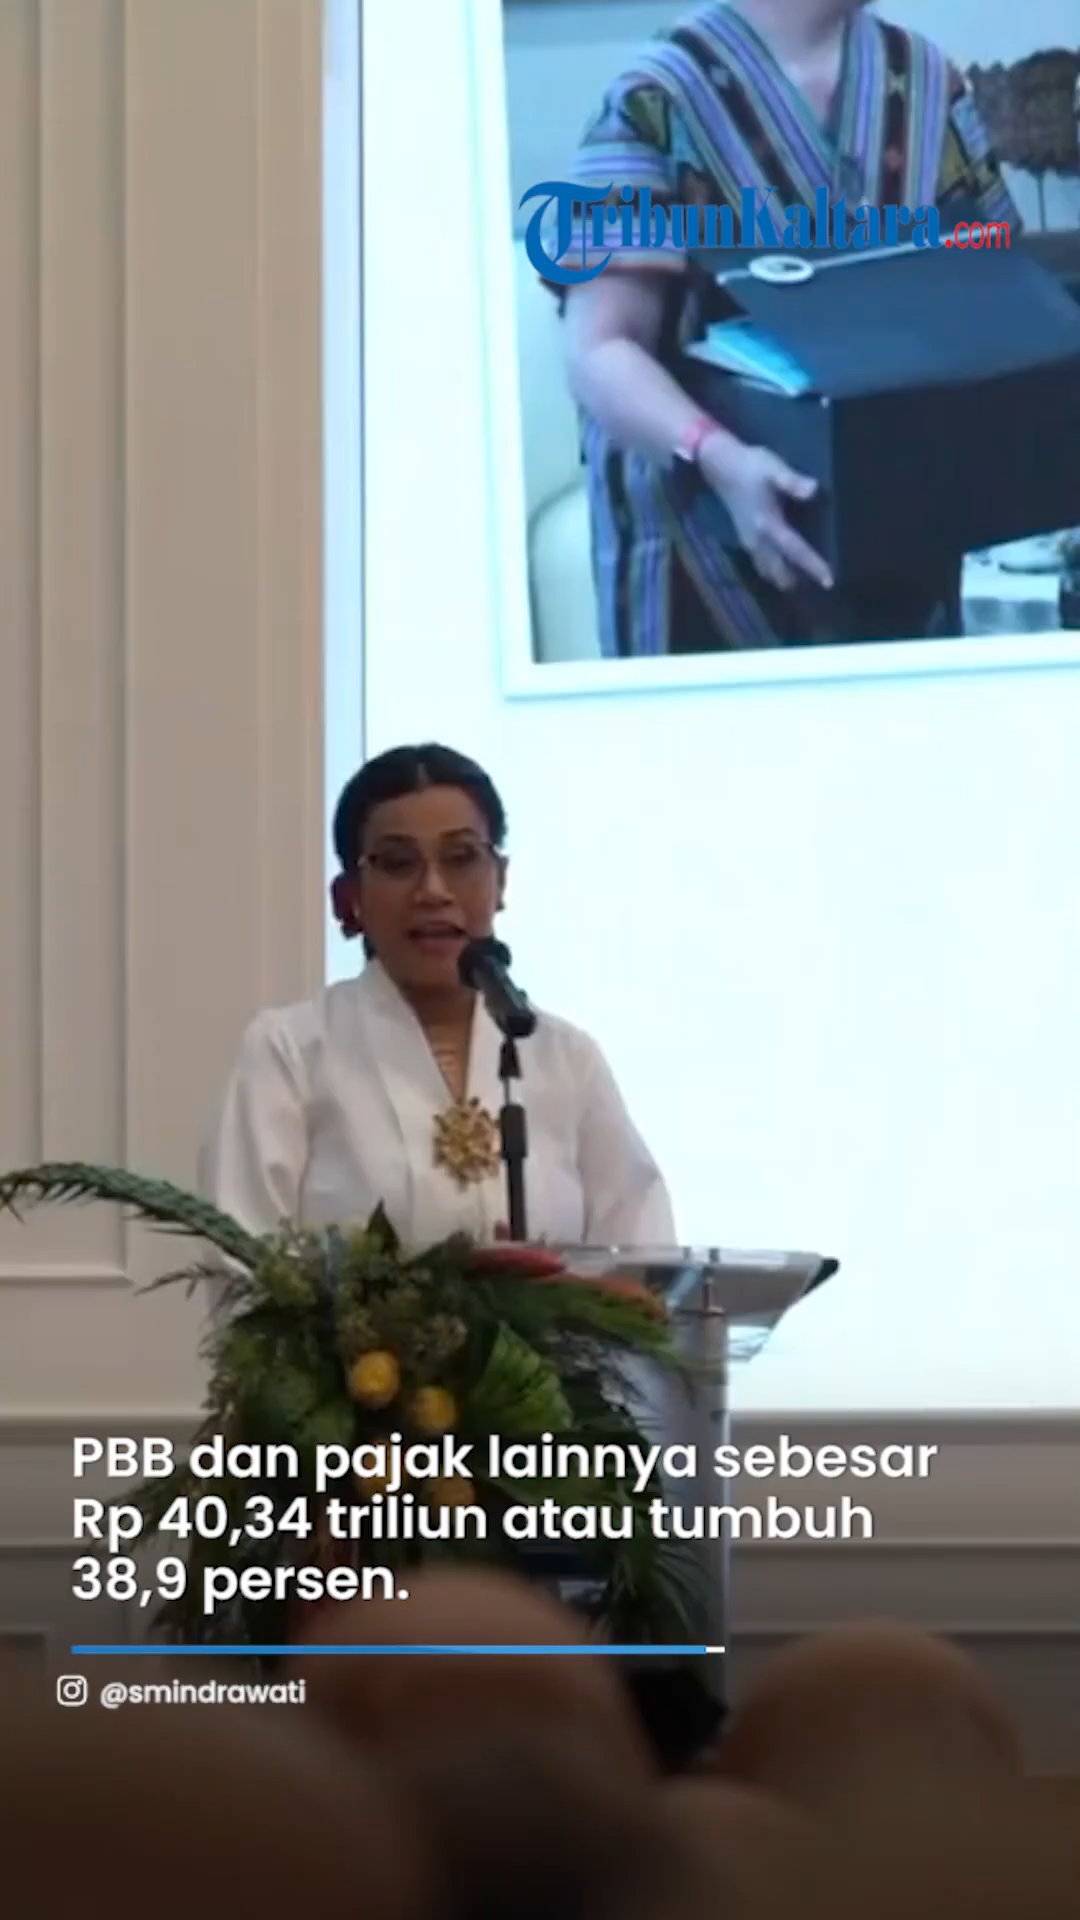 TribunKaltara.com
PBB dan pajak lainnya sebesar
Rp 40,34 triliun atau tumbuh
38,9 persen.
@smindrawati